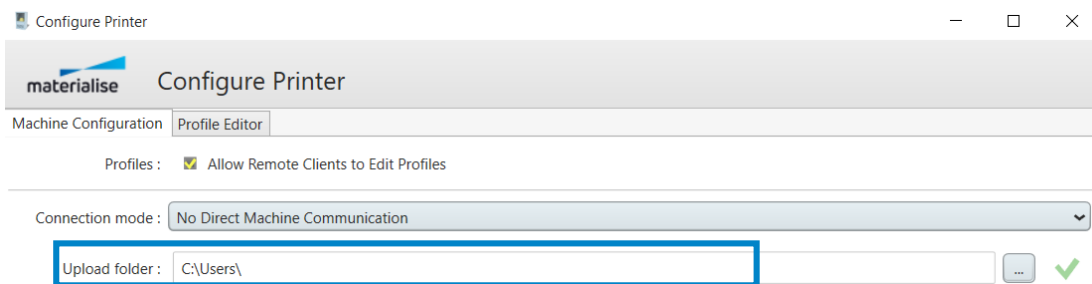 Configure Printer
materialise
Configure Printer
Machine Configuration Profile Editor
Profiles : Allow Remote Clients to Edit Profiles
Connection mode : No Direct Machine Communication
Upload folder : C:\Users\ ...